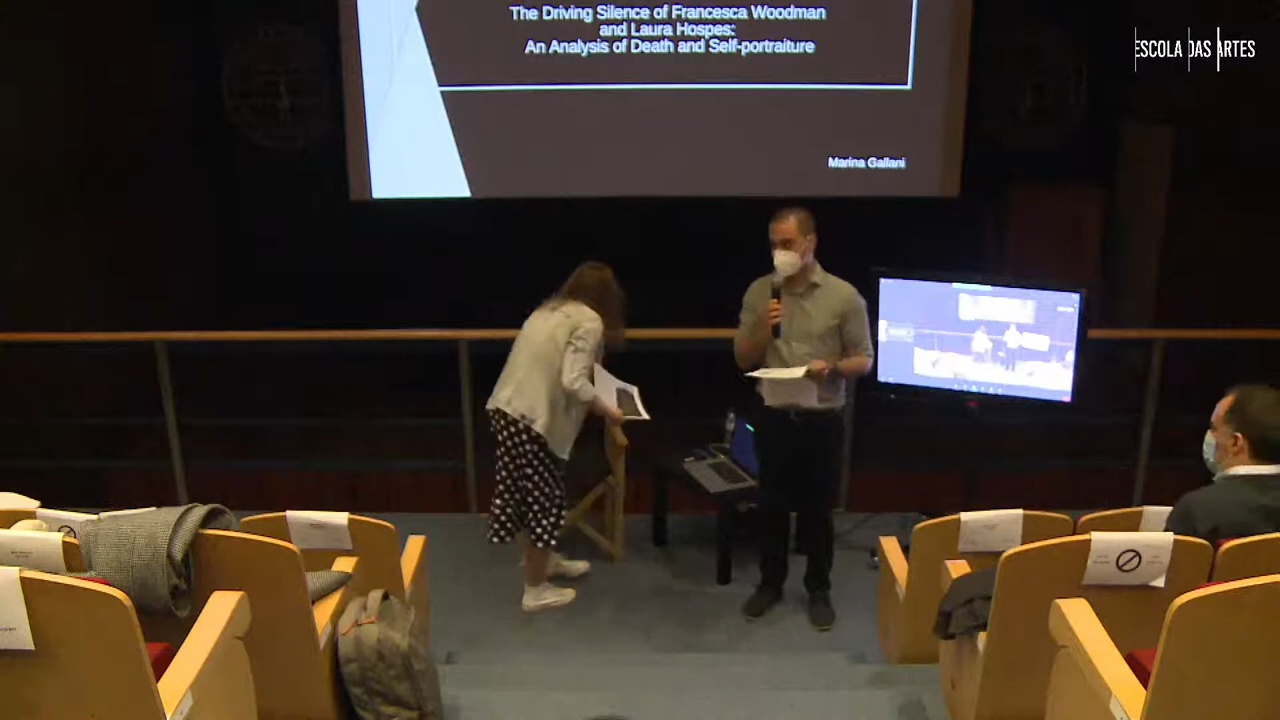 The Driving Silence of Francesca Woodman
and Laura Hospes:
An Analysis of Death and Self-portraiture
Marina Gallani
ESCOLA DAS ARTES